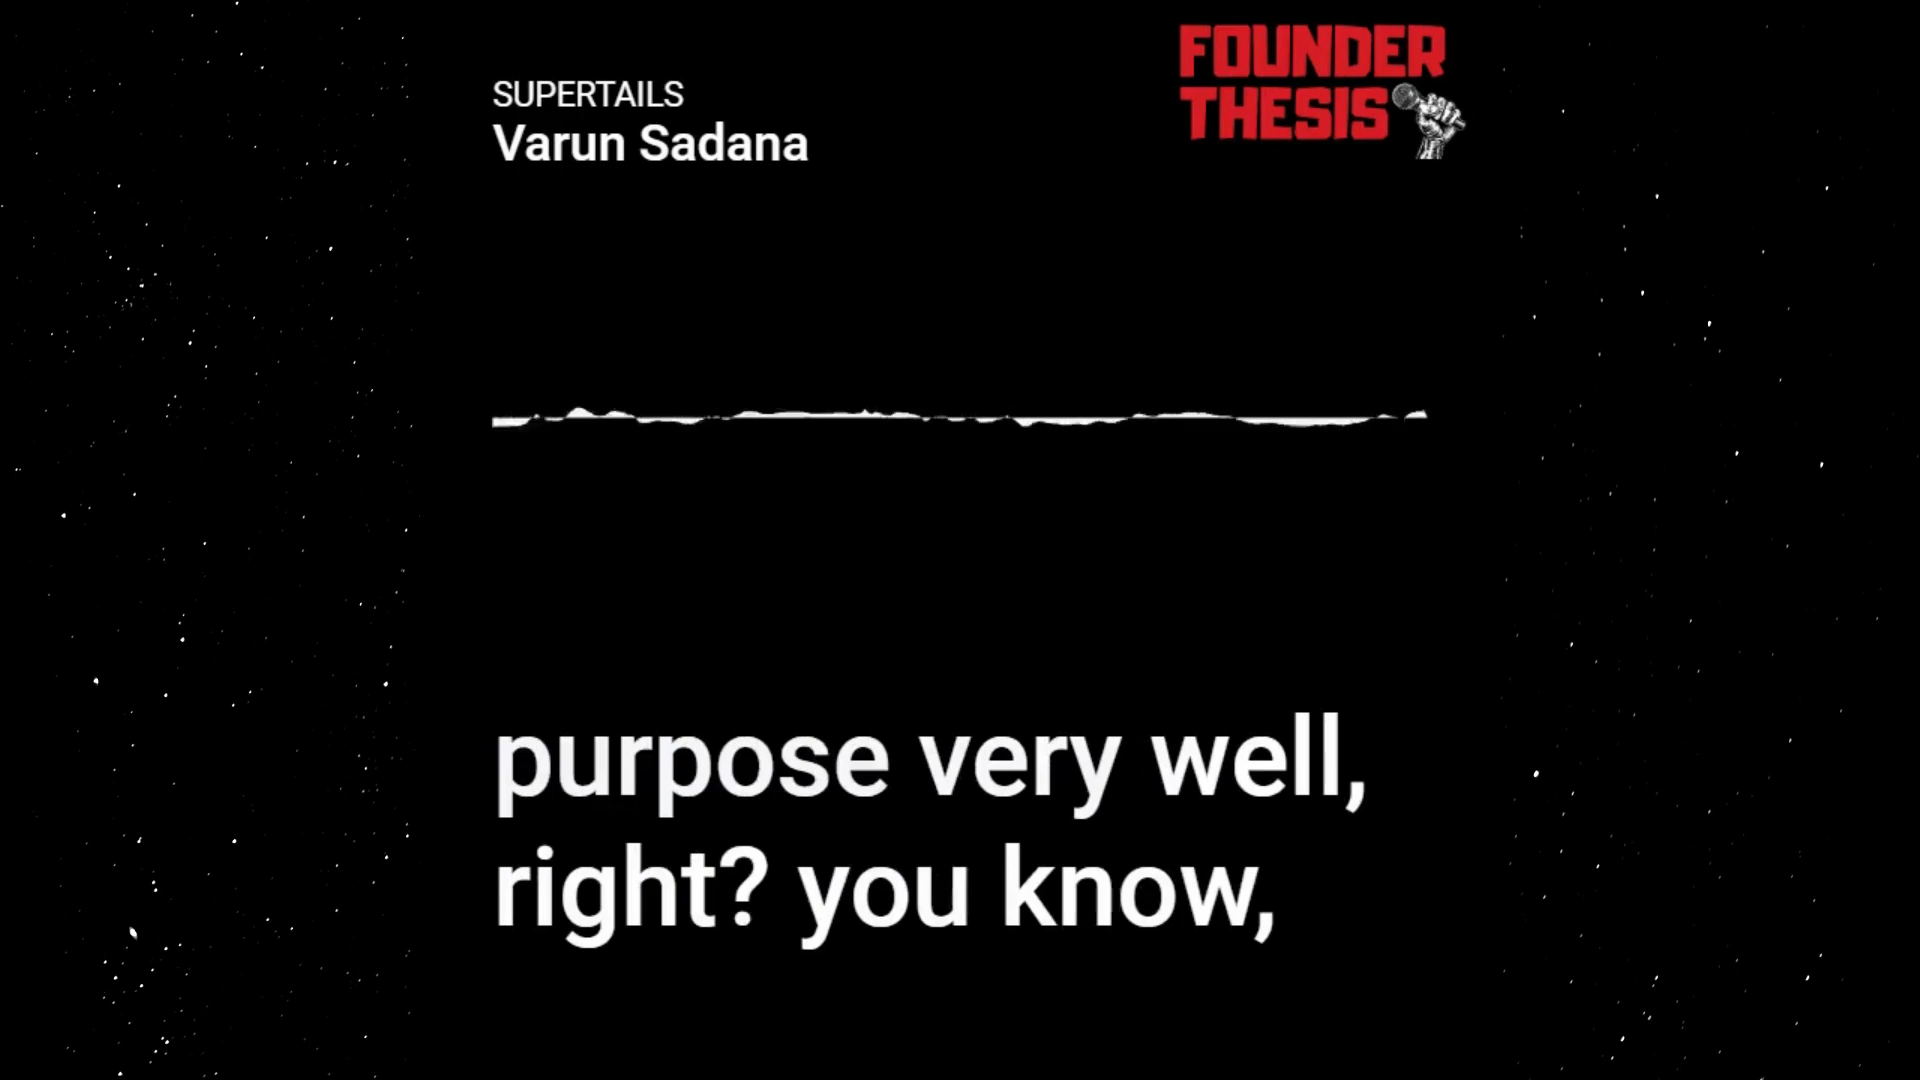 SUPERTAILS
Varun Sadana
FOUNDER
THESIS
purpose very well,
right? you know,